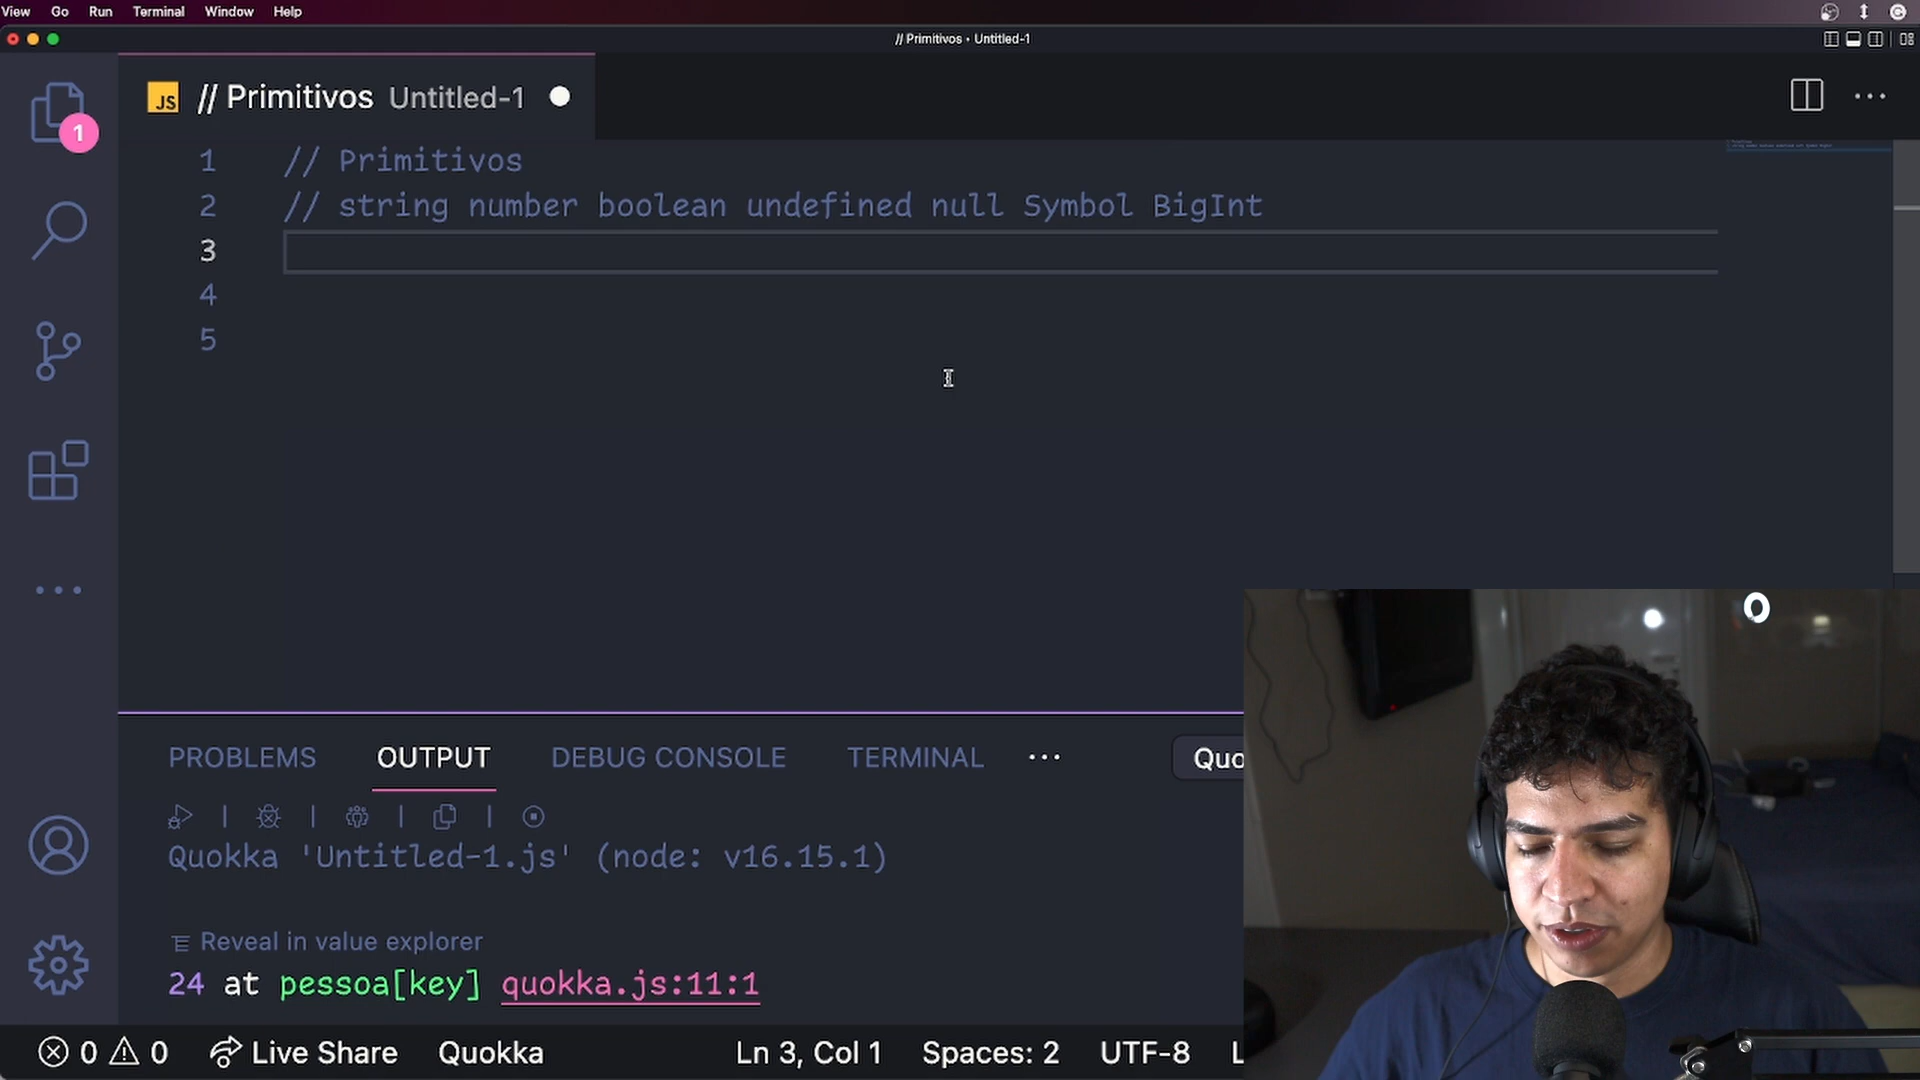 View Go Run Terminal Window Help
// Primitivos • Untitled-1
JS // Primitivos Untitled-1
1
1 // Primitivos
2 // string number boolean undefined null Symbol BigInt
3
4
5
PROBLEMS OUTPUT DEBUG CONSOLE TERMINAL ··· Quo
Quokka 'Untitled-1.js' (node: v16.15.1)
Reveal in value explorer
24 at pessoa[key] quokka.js:11:1
0 0 Live Share Quokka Ln 3, Col 1 Spaces: 2 UTF-8 L